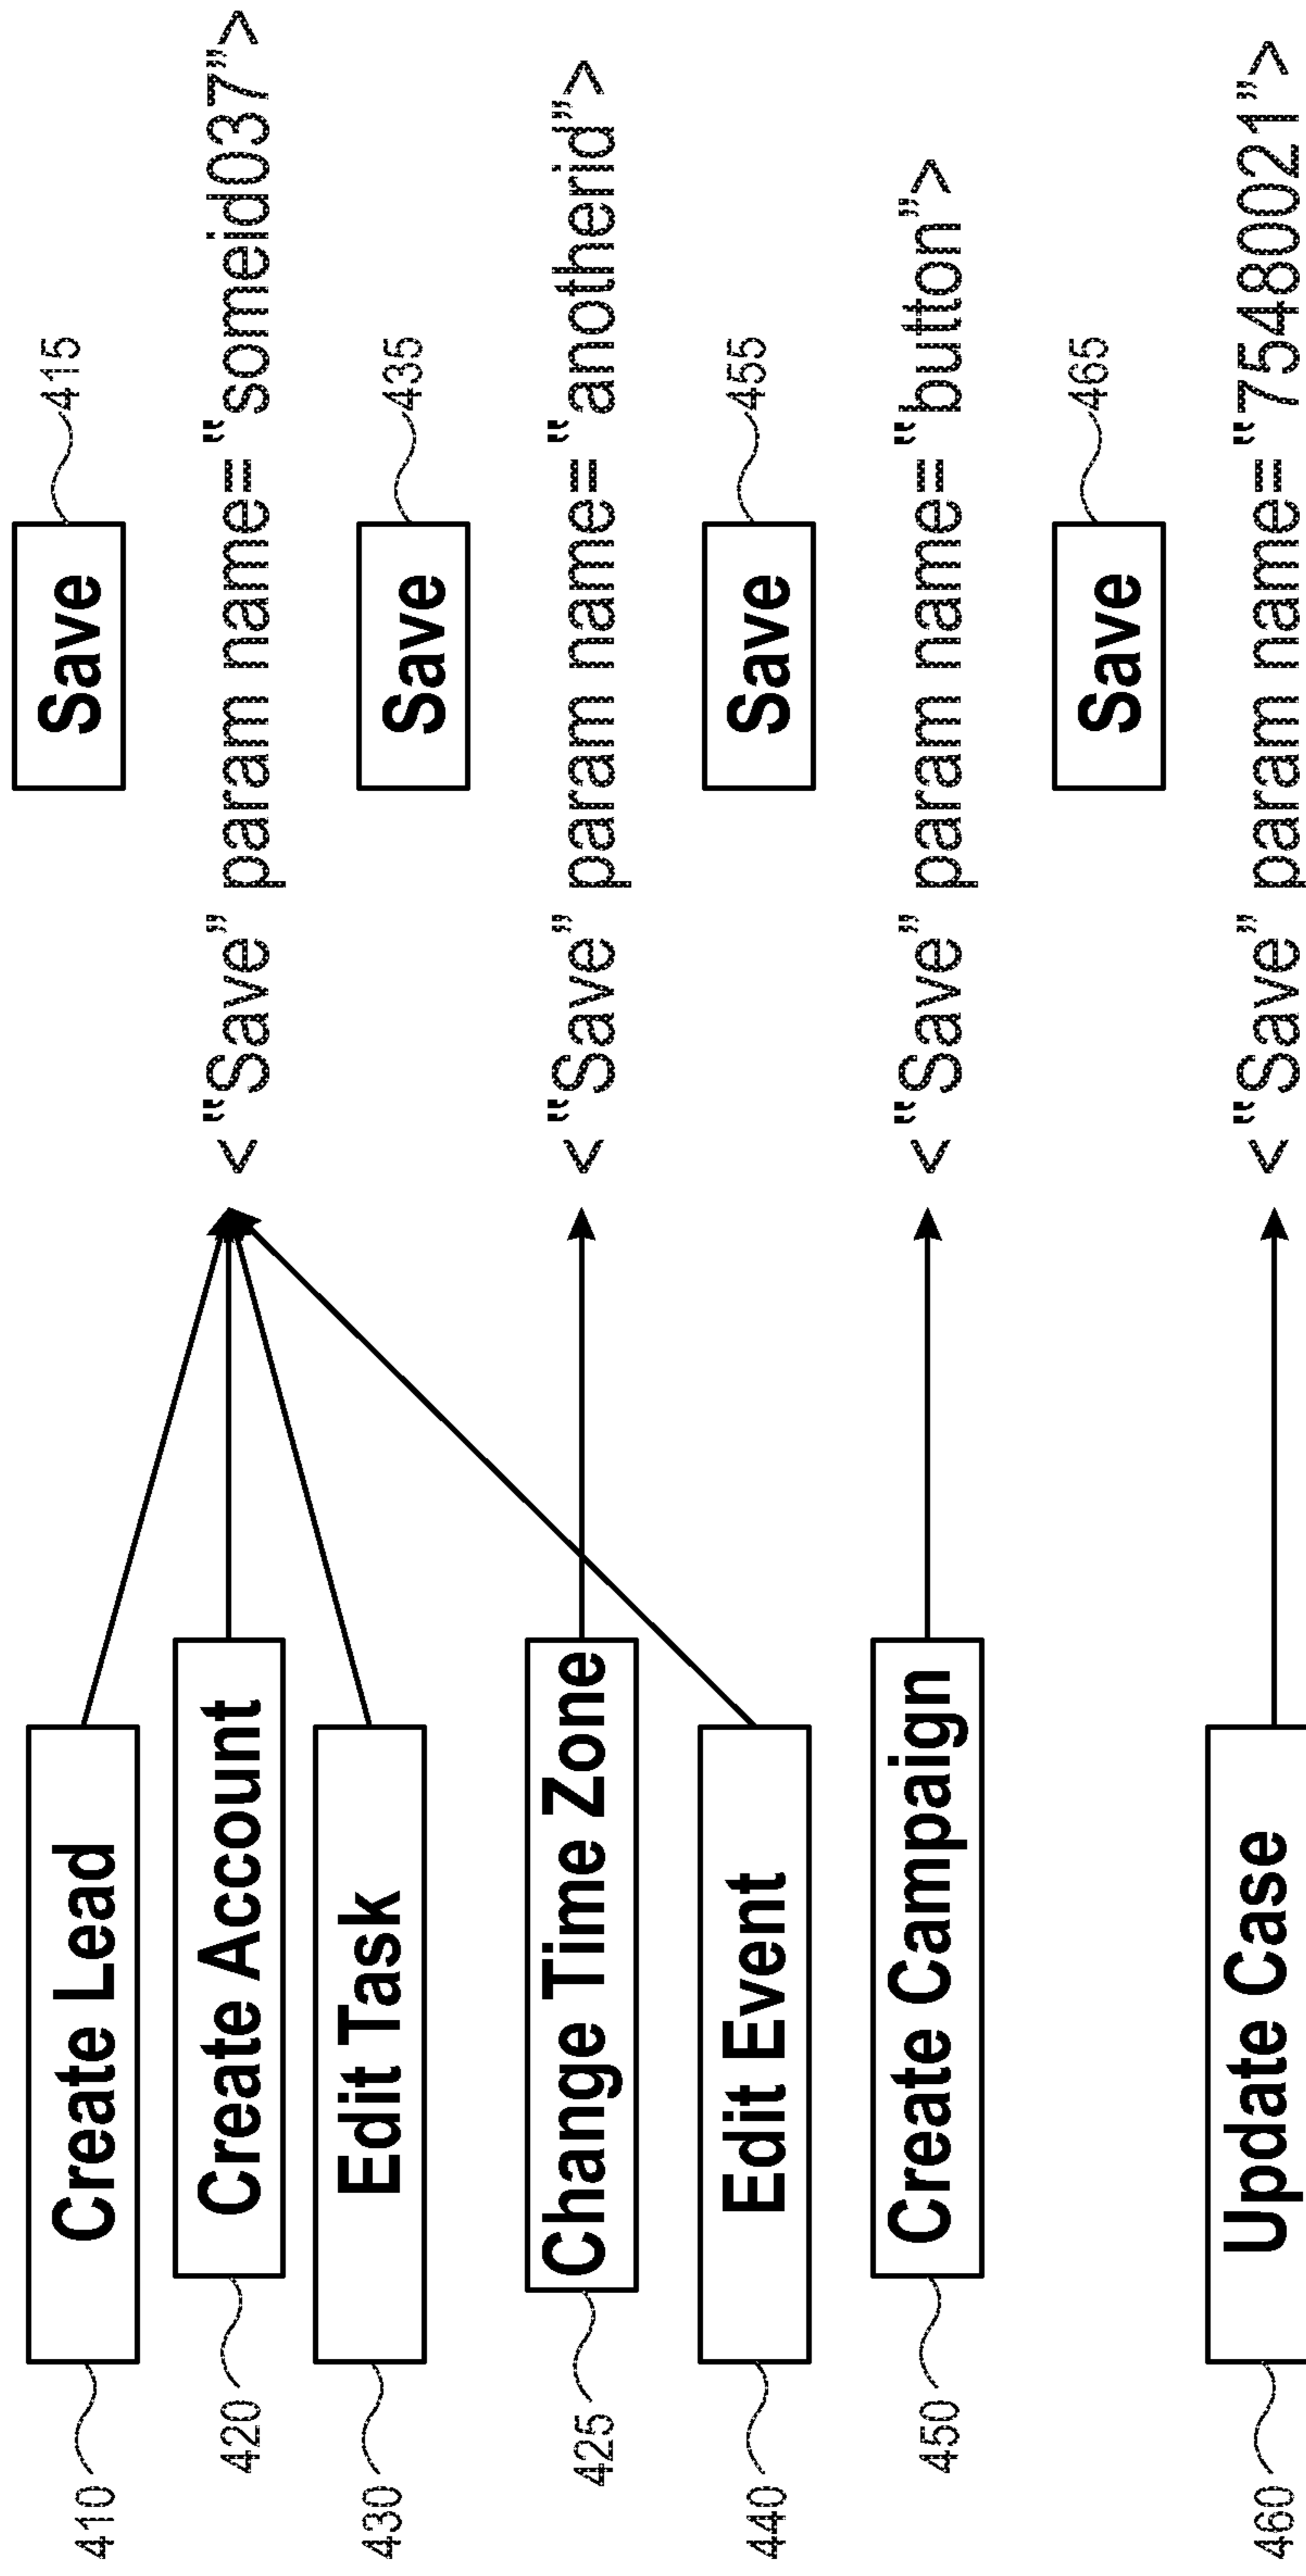 410
Create Lead
Save
415
420
Create Account
<"Save" param name="someid037">
430
Edit Task
Save
435
425
Change Time Zone
<"Save" param name="anotherid">
440
Edit Event
Save
455
450
Create Campaign
<"Save" param name="button">
Save
465
460
Update Case
<"Save" param name="75480021">